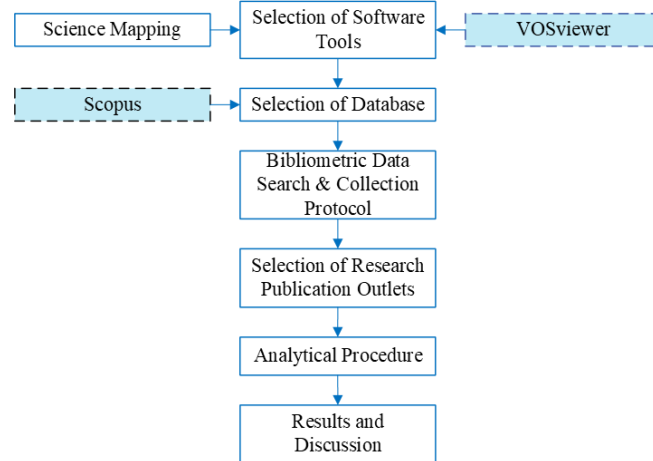 Science Mapping
Selection of Software
Tools
VOSviewer
Scopus
Selection of Database
Bibliometric Data
Search & Collection
Protocol
Selection of Research
Publication Outlets
Analytical Procedure
Results and
Discussion